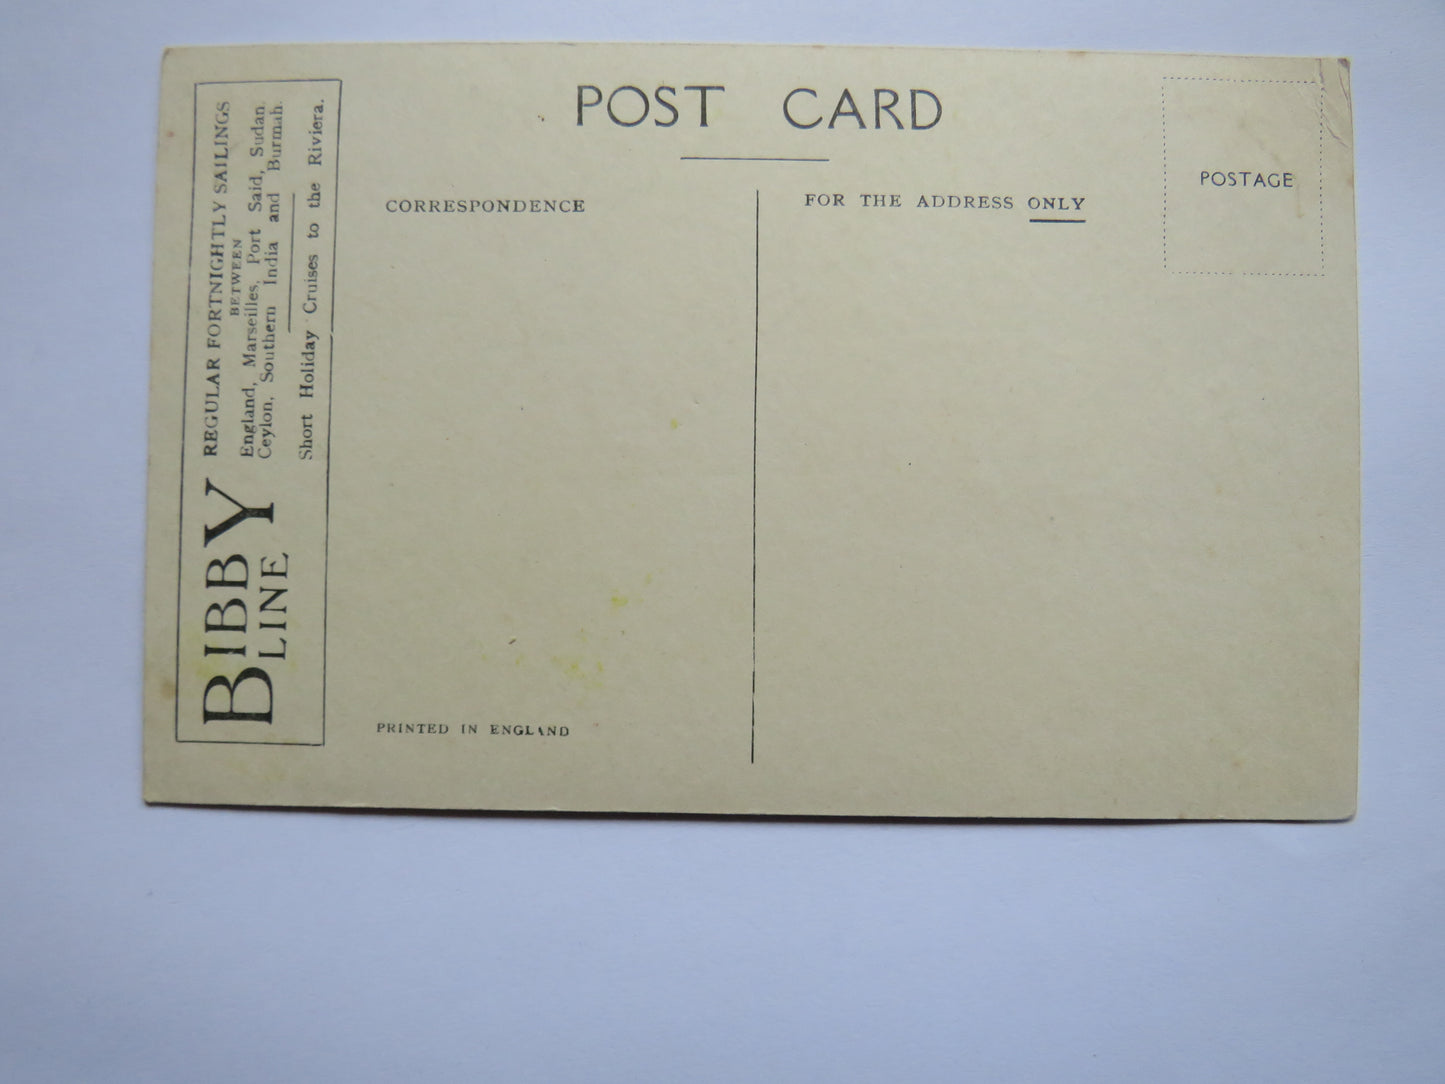 POST CARD
CORRESPONDENCE
FOR THE ADDRESS ONLY
POSTAGE
BIBBY
LINE
REGULAR FORTNIGHTLY SAILINGS
BETWEEN
England, Marseilles, Port Said, Sudan,
Ceylon, Southern India and Burmah.
Short Holiday Cruises to the Riviera.
PRINTED IN ENGLAND